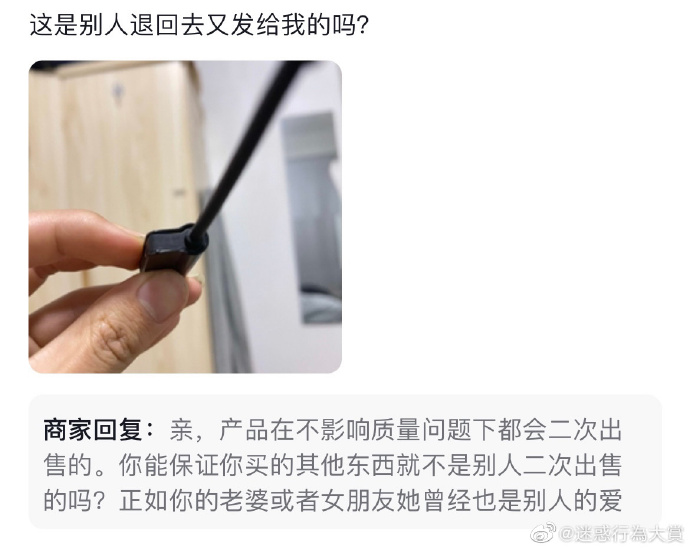 这是别人退回去又发给我的吗？
商家回复：亲，产品在不影响质量问题下都会二次出
售的。你能保证你买的其他东西就不是别人二次出售
的吗？正如你的老婆或者女朋友她曾经也是别人的爱
@迷惑行為大赏